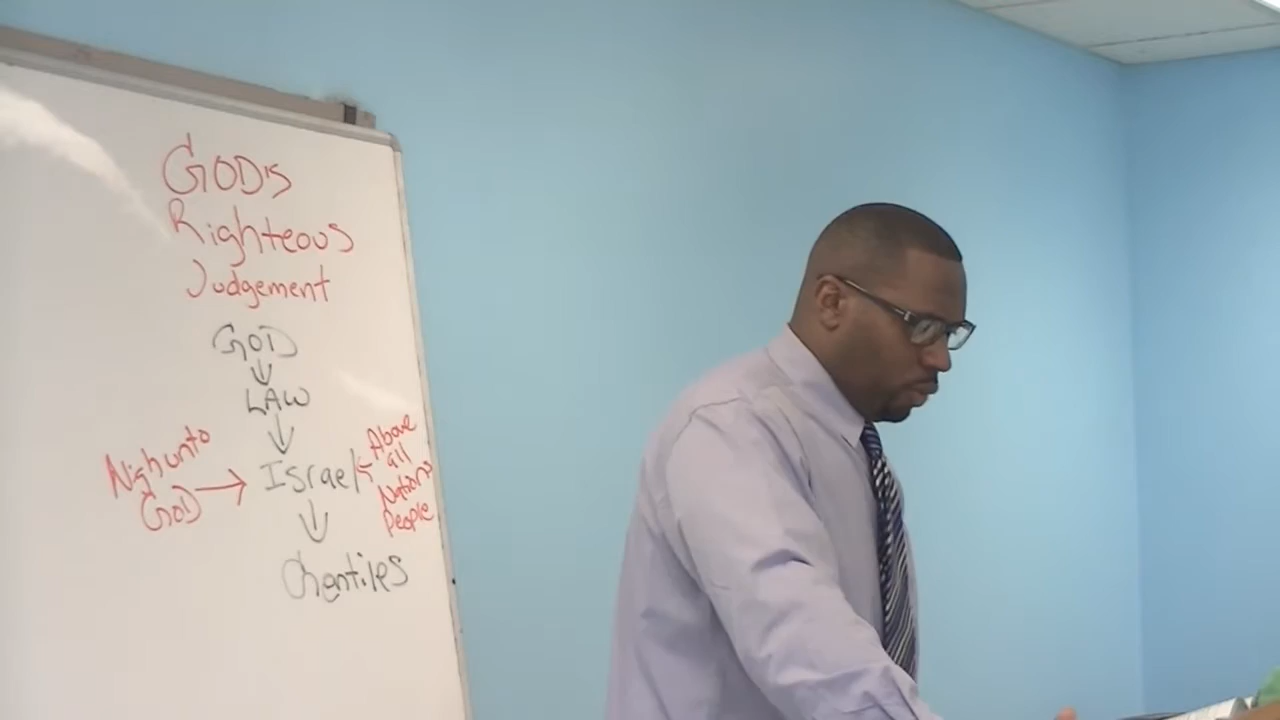 GOD's
Righteous
Judgement
GOD
LAW
Nigh unto
GOD
Israel
Above
all
Nations
People
Gentiles